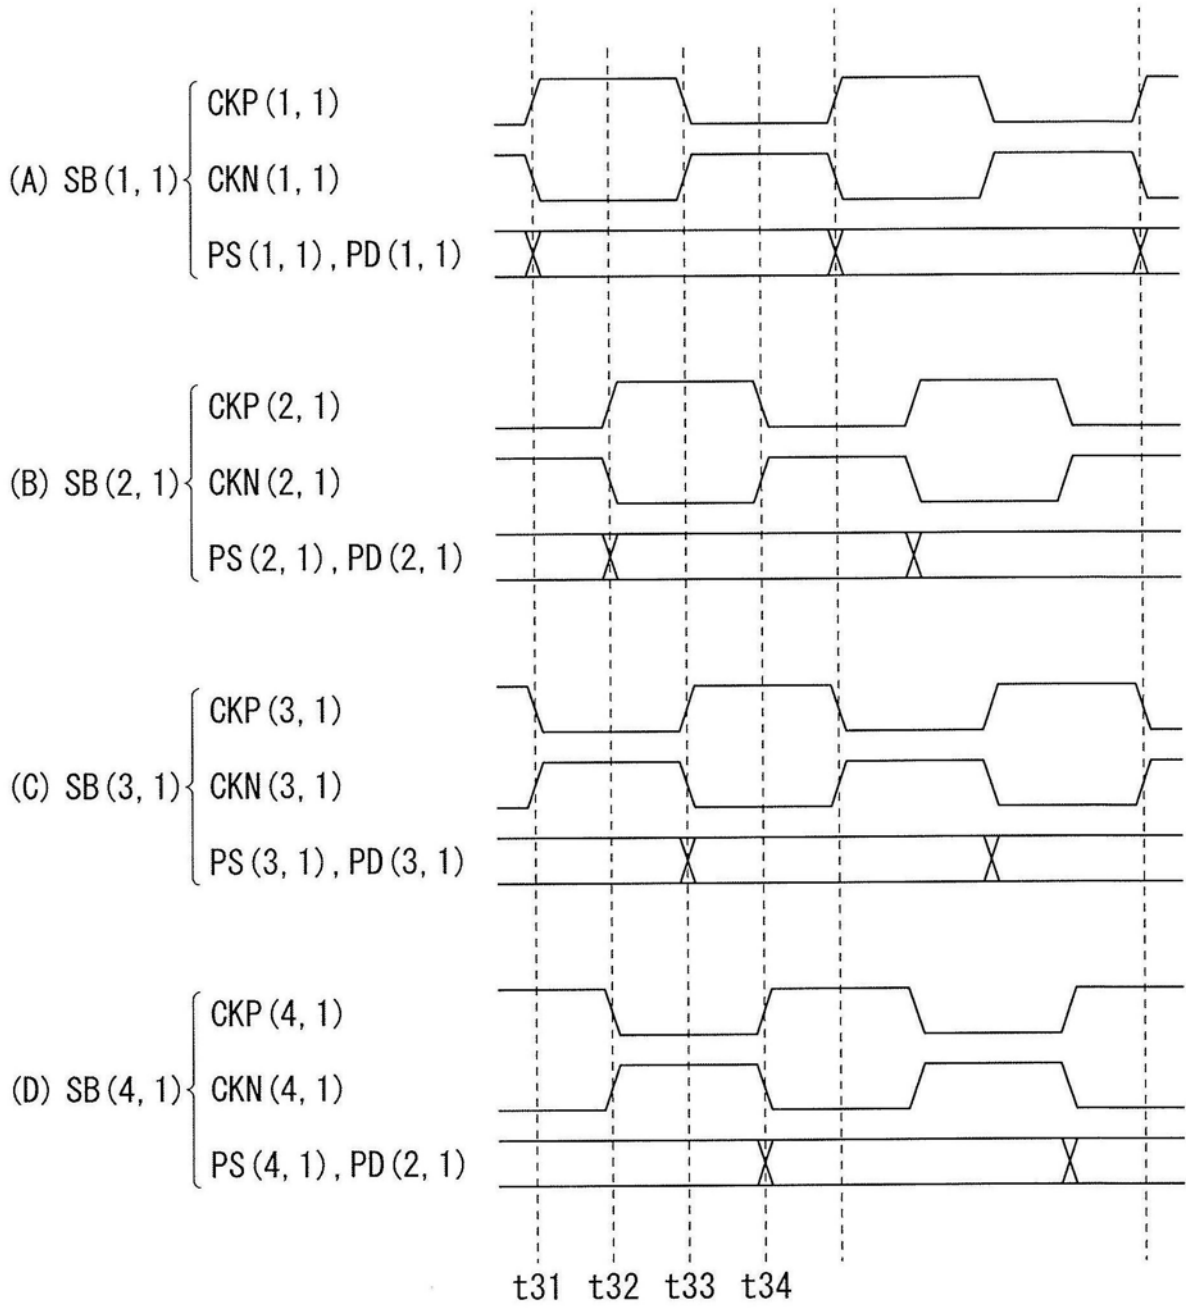 CKP(1, 1)
(A) SB(1, 1) CKN(1, 1)
PS(1, 1), PD(1, 1)
CKP(2, 1)
(B) SB(2, 1) CKN(2, 1)
PS(2, 1), PD(2, 1)
CKP(3, 1)
(C) SB(3, 1) CKN(3, 1)
PS(3, 1), PD(3, 1)
CKP(4, 1)
(D) SB(4, 1) CKN(4, 1)
PS(4, 1), PD(2, 1)
t31 t32 t33 t34